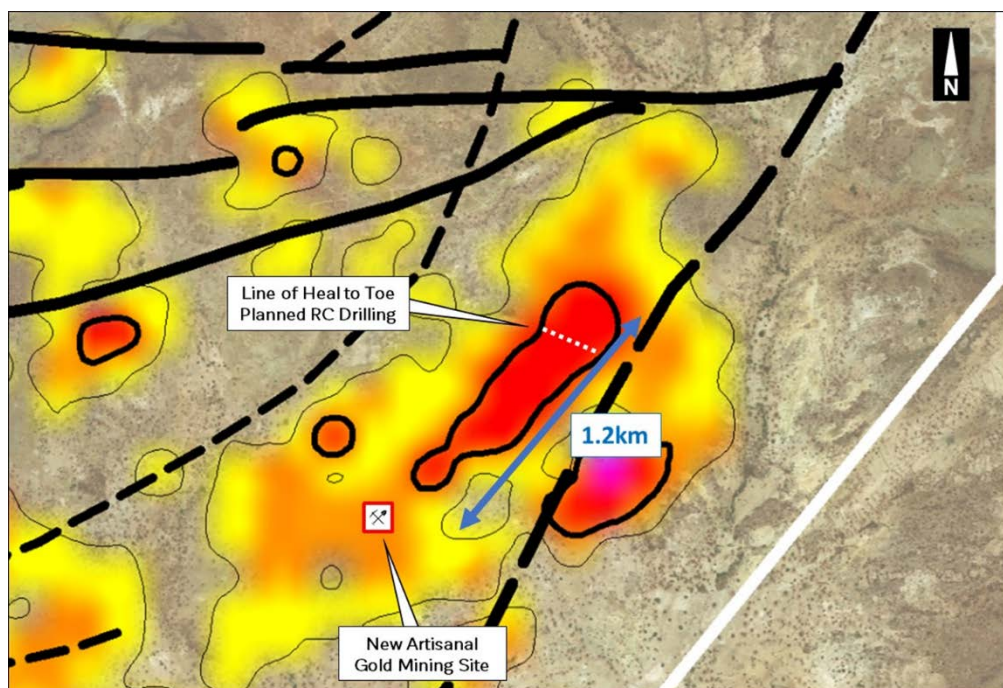 N
Line of Heal to Toe
Planned RC Drilling
1.2km
New Artisanal
Gold Mining Site